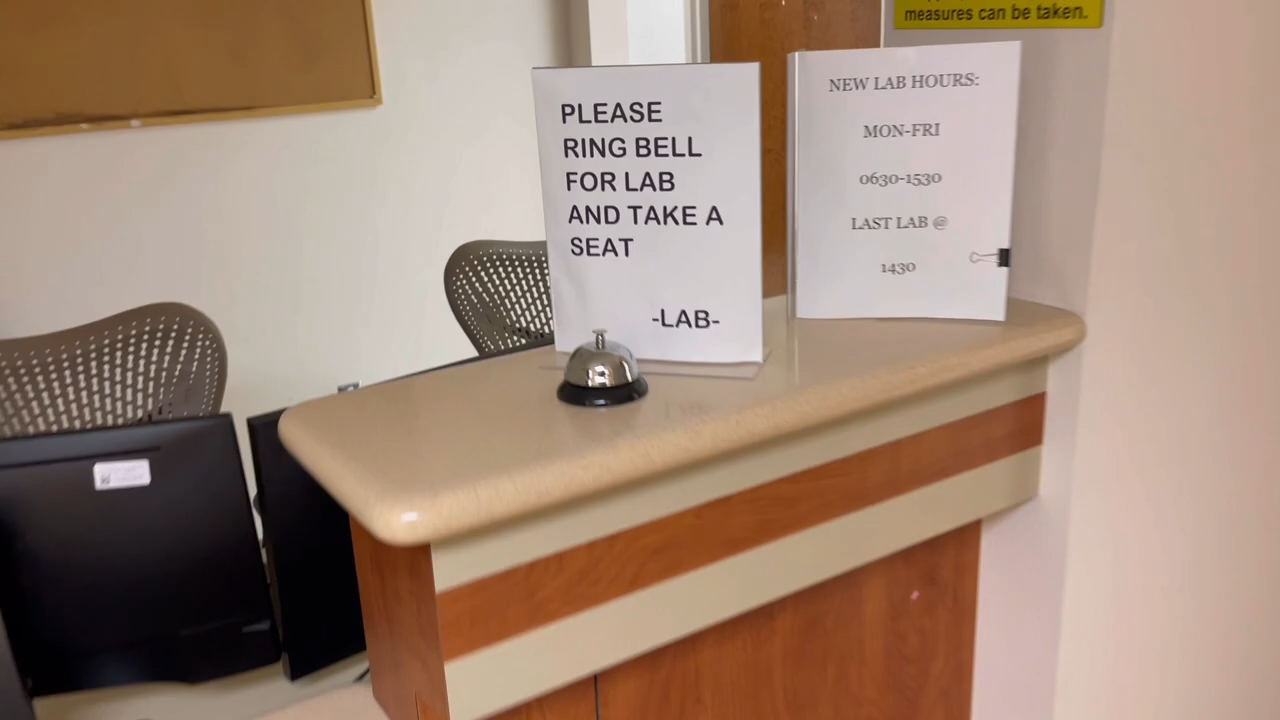 measures can be taken.
PLEASE
RING BELL
FOR LAB
AND TAKE A
SEAT
-LAB-
NEW LAB HOURS:
MON-FRI
0630-1530
LAST LAB @
1430